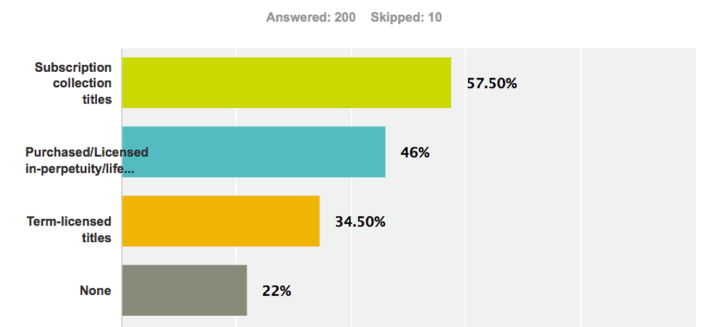 Answered: 200 Skipped: 10
Subscription
collection
titles
57.50%
Purchased/Licensed
in-perpetuity/life...
46%
Term-licensed
titles
34.50%
None
22%